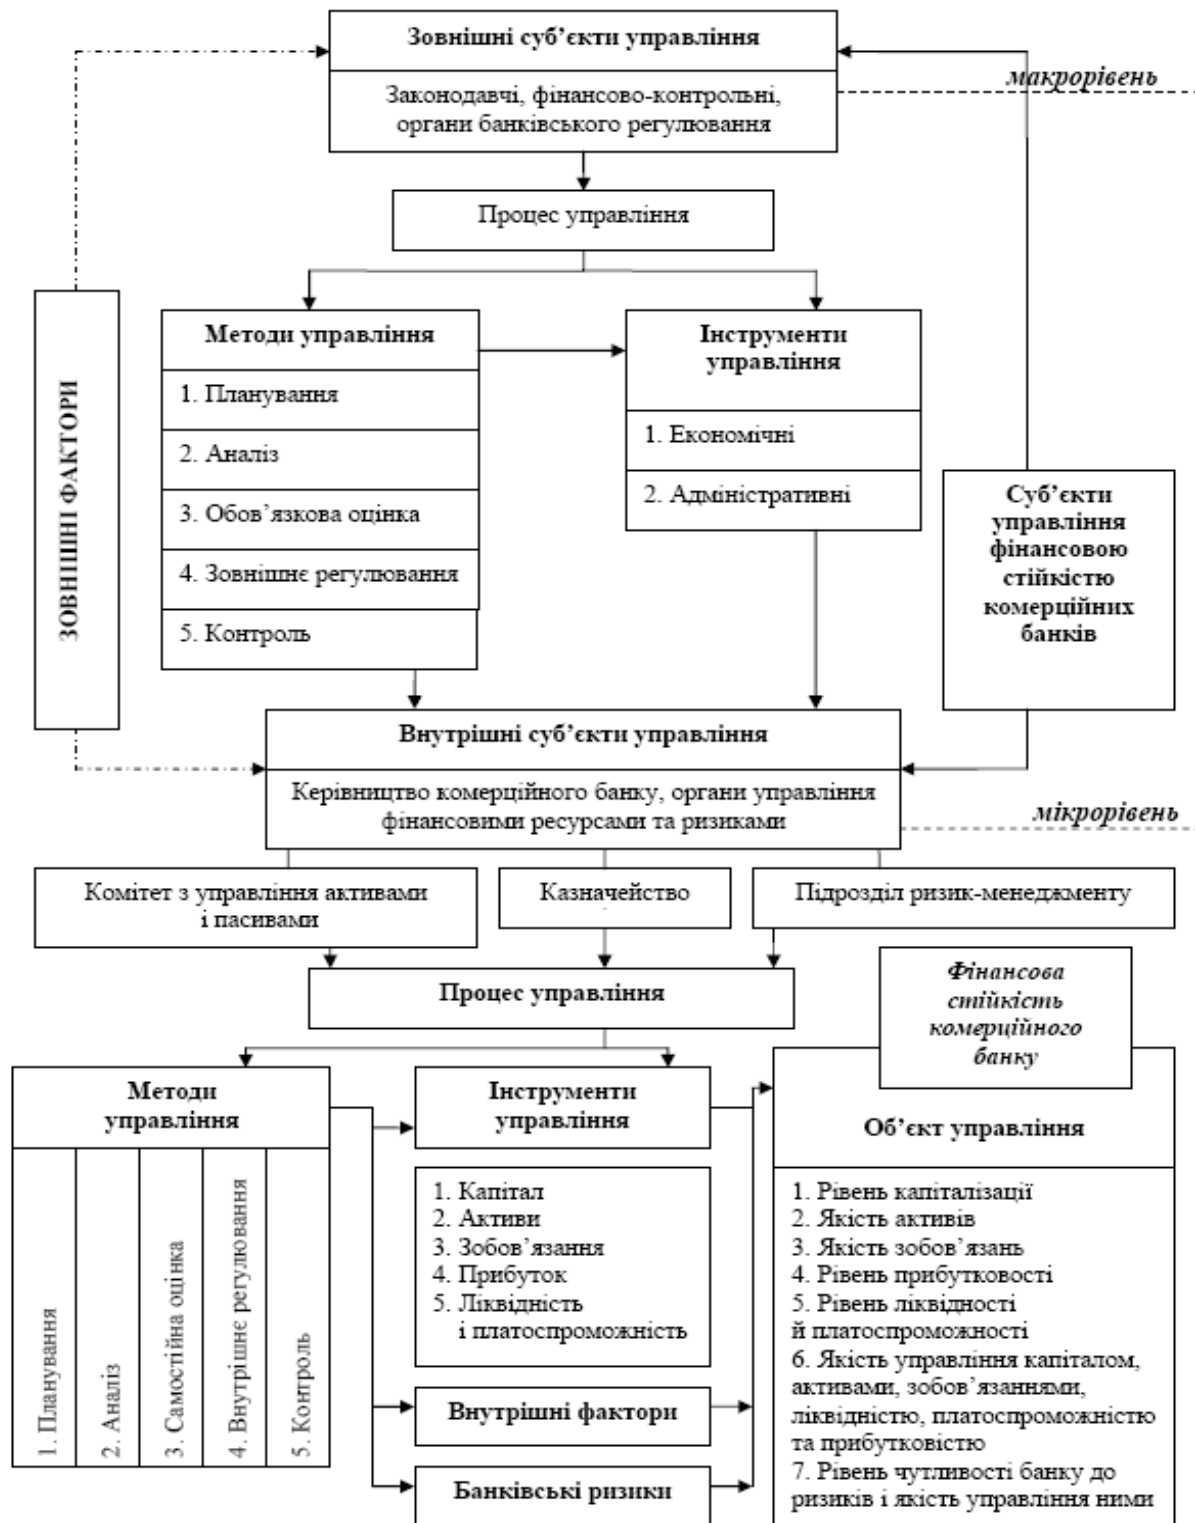 Зовнішні суб’єкти управління
макрорівень
Законодавчі, фінансово-контрольні,
органи банківського регулювання
Процес управління
ЗОВНІШНІ ФАКТОРИ
Методи управління
1. Планування
2. Аналіз
3. Обов’язкова оцінка
4. Зовнішнє регулювання
5. Контроль
Інструменти
управління
1. Економічні
2. Адміністративні
Суб’єкти
управління
фінансовою
стійкістю
комерційних
банків
Внутрішні суб’єкти управління
Керівництво комерційного банку, органи управління
фінансовими ресурсами та ризиками
мікрорівень
Комітет з управління активами
і пасивами
Казначейство
Підрозділ ризик-менеджменту
Процес управління
Фінансова
стійкість
комерційного
банку
Методи
управління
1. Планування
2. Аналіз
3. Самостійна оцінка
4. Внутрішнє регулювання
5. Контроль
Інструменти
управління
1. Капітал
2. Активи
3. Зобов’язання
4. Прибуток
5. Ліквідність
і платоспроможність
Внутрішні фактори
Банківські ризики
Об’єкт управління
1. Рівень капіталізації
2. Якість активів
3. Якість зобов’язань
4. Рівень прибутковості
5. Рівень ліквідності
й платоспроможності
6. Якість управління капіталом,
активами, зобов’язаннями,
ліквідністю, платоспроможністю
та прибутковістю
7. Рівень чутливості банку до
ризиків і якість управління ними